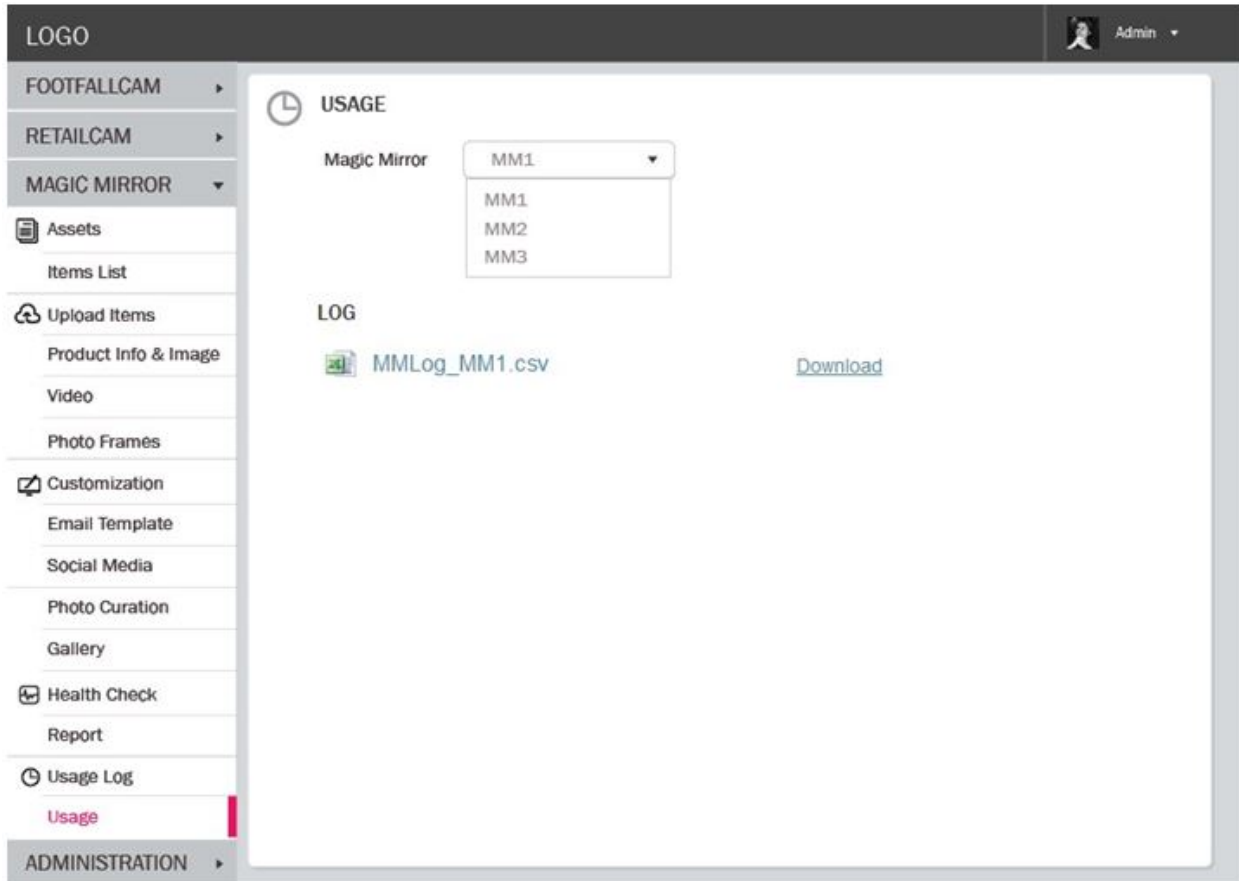 LOGO
Admin
FOOTFALLCAM
RETAILCAM
MAGIC MIRROR
Assets
Items List
Upload Items
Product Info & Image
Video
Photo Frames
Customization
Email Template
Social Media
Photo Curation
Gallery
Health Check
Report
Usage Log
Usage
ADMINISTRATION
USAGE
Magic Mirror MM1
MM1
MM2
MM3
LOG
MMLog_MM1.csv Download